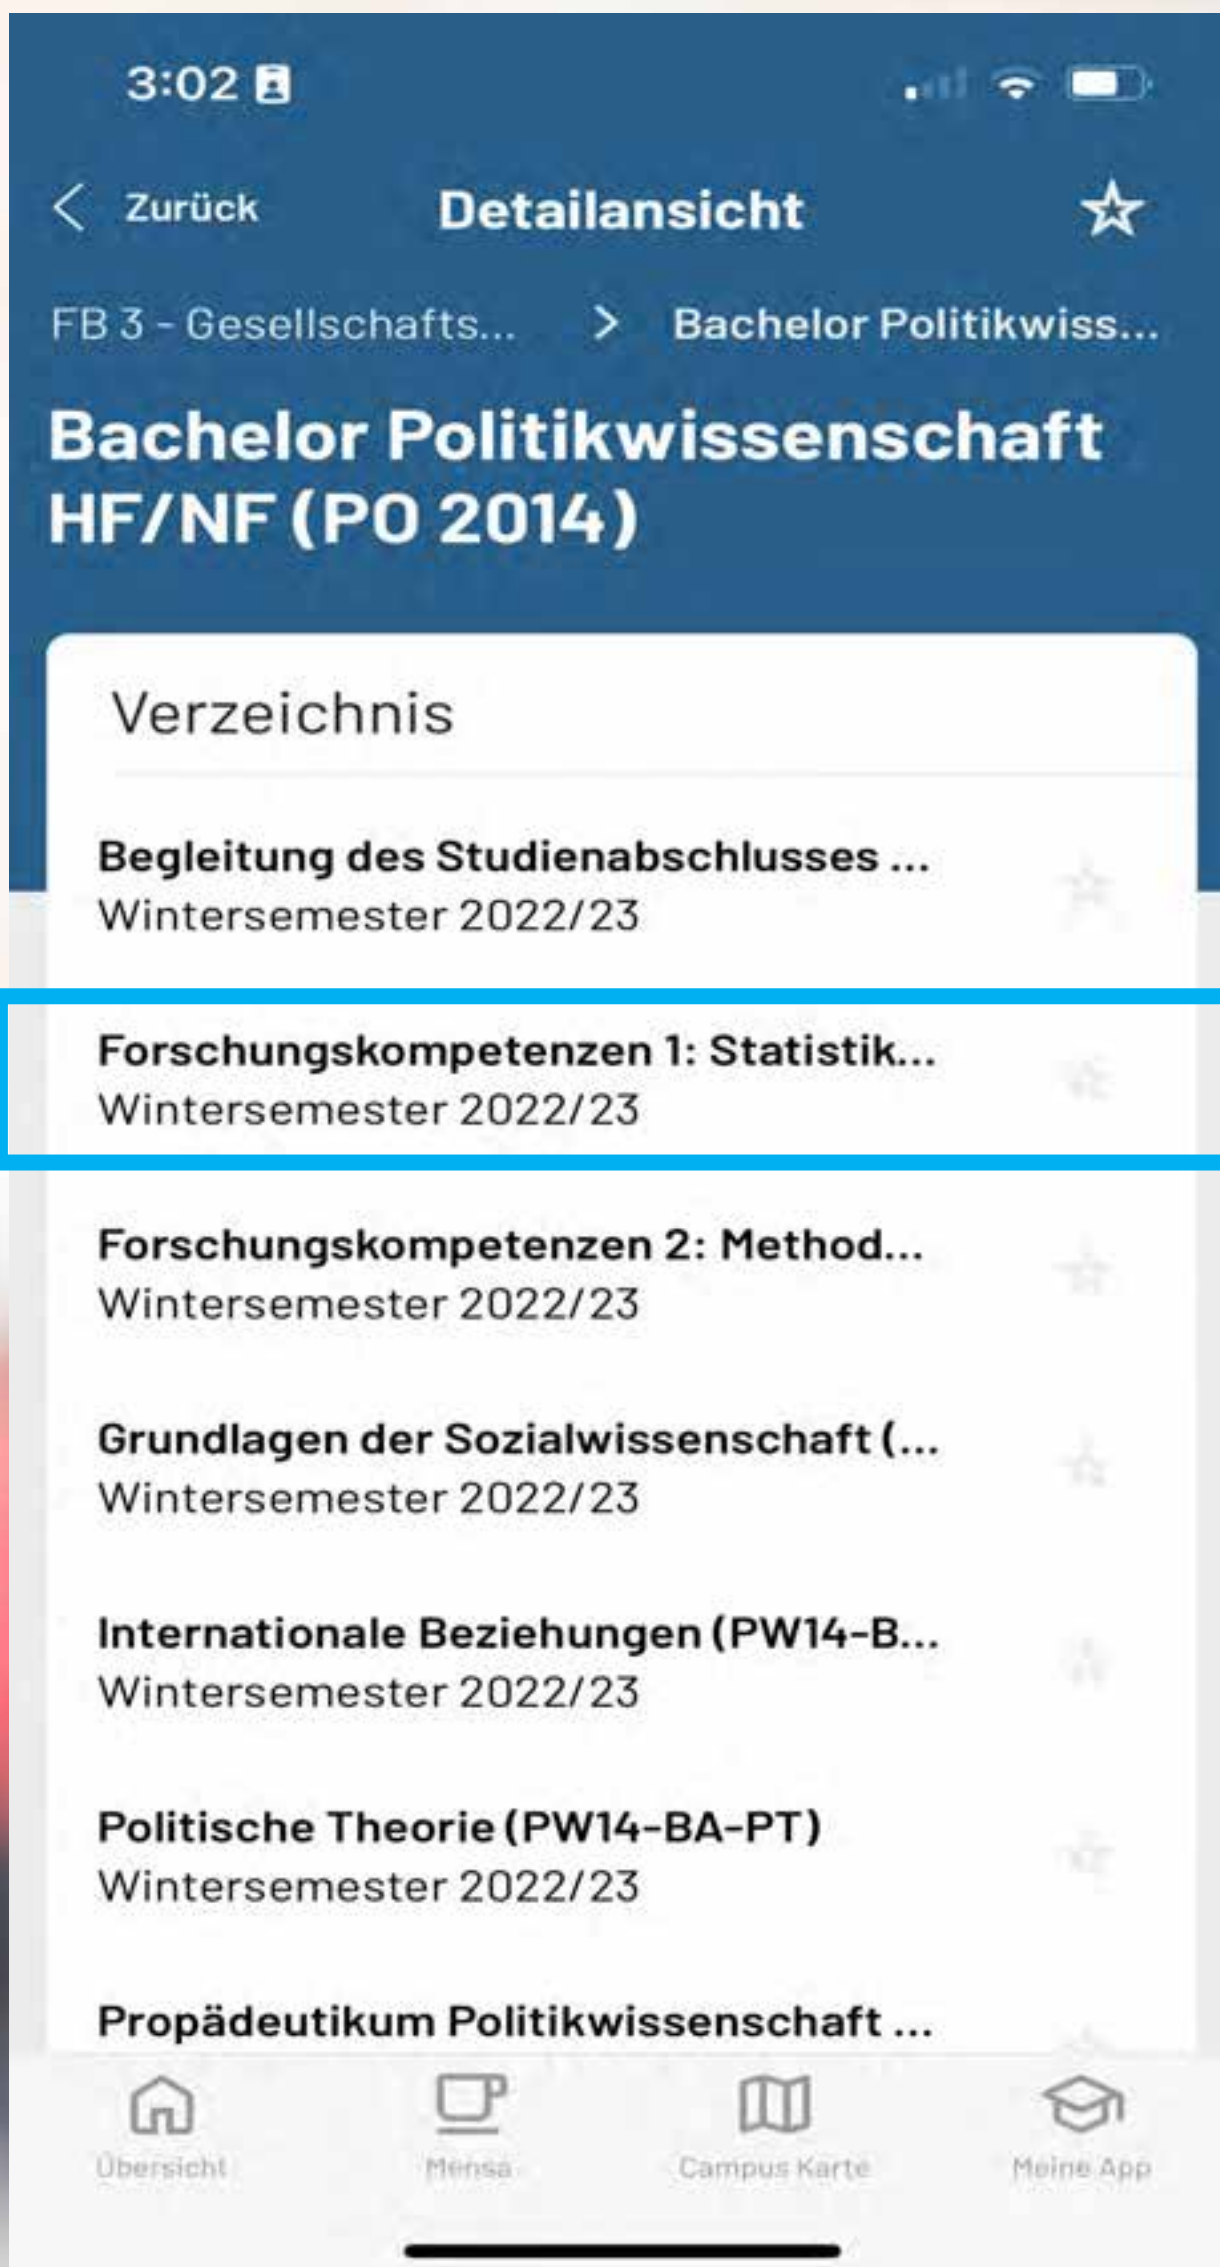 3:02
Zurück
Detailansicht
FB 3 - Gesellschafts... > Bachelor Politikwiss...
Bachelor Politikwissenschaft
HF/NF (PO 2014)
Verzeichnis
Begleitung des Studienabschlusses ...
Wintersemester 2022/23
Forschungskompetenzen 1: Statistik...
Wintersemester 2022/23
Forschungskompetenzen 2: Method...
Wintersemester 2022/23
Grundlagen der Sozialwissenschaft (...
Wintersemester 2022/23
Internationale Beziehungen (PW14-B...
Wintersemester 2022/23
Politische Theorie (PW14-BA-PT)
Wintersemester 2022/23
Propädeutikum Politikwissenschaft ...
Übersicht
Mensa
Campus Karte
Meine App